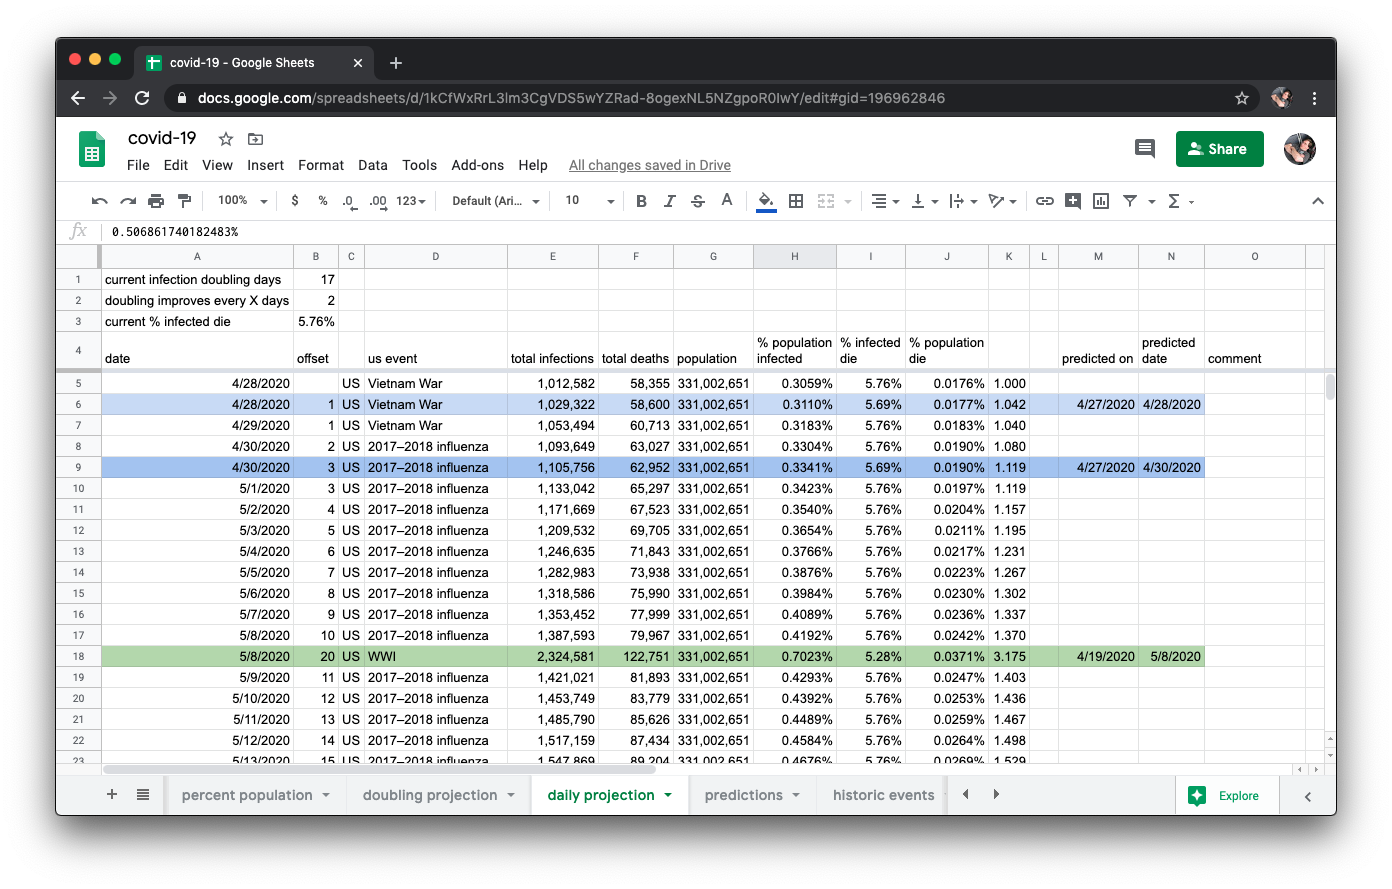 covid-19 - Google Sheets
docs.google.com/spreadsheets/d/1kCfWxRrL3lm3CgVDS5wYZRad-8ogexNL5NZgpoR0IwY/edit#gid=196962846
covid-19
Share
File Edit View Insert Format Data Tools Add-ons Help All changes saved in Drive
100% $ % .0 .00 123 Default (Ari... 10 B I S A Σ
fx 0.506861740182483%
A B C D E F G H I J K L M N O
1 current infection doubling days 17
2 doubling improves every X days 2
3 current % infected die 5.76%
4 date offset us event total infections total deaths population % population infected % infected die % population die predicted on predicted date comment
5 4/28/2020 US Vietnam War 1,012,582 58,355 331,002,651 0.3059% 5.76% 0.0176% 1.000
6 4/28/2020 1 US Vietnam War 1,029,322 58,600 331,002,651 0.3110% 5.69% 0.0177% 1.042 4/27/2020 4/28/2020
7 4/29/2020 1 US Vietnam War 1,053,494 60,713 331,002,651 0.3183% 5.76% 0.0183% 1.040
8 4/30/2020 2 US 2017–2018 influenza 1,093,649 63,027 331,002,651 0.3304% 5.76% 0.0190% 1.080
9 4/30/2020 3 US 2017–2018 influenza 1,105,756 62,952 331,002,651 0.3341% 5.69% 0.0190% 1.119 4/27/2020 4/30/2020
10 5/1/2020 3 US 2017–2018 influenza 1,133,042 65,297 331,002,651 0.3423% 5.76% 0.0197% 1.119
11 5/2/2020 4 US 2017–2018 influenza 1,171,669 67,523 331,002,651 0.3540% 5.76% 0.0204% 1.157
12 5/3/2020 5 US 2017–2018 influenza 1,209,532 69,705 331,002,651 0.3654% 5.76% 0.0211% 1.195
13 5/4/2020 6 US 2017–2018 influenza 1,246,635 71,843 331,002,651 0.3766% 5.76% 0.0217% 1.231
14 5/5/2020 7 US 2017–2018 influenza 1,282,983 73,938 331,002,651 0.3876% 5.76% 0.0223% 1.267
15 5/6/2020 8 US 2017–2018 influenza 1,318,586 75,990 331,002,651 0.3984% 5.76% 0.0230% 1.302
16 5/7/2020 9 US 2017–2018 influenza 1,353,452 77,999 331,002,651 0.4089% 5.76% 0.0236% 1.337
17 5/8/2020 10 US 2017–2018 influenza 1,387,593 79,967 331,002,651 0.4192% 5.76% 0.0242% 1.370
18 5/8/2020 20 US WWI 2,324,581 122,751 331,002,651 0.7023% 5.28% 0.0371% 3.175 4/19/2020 5/8/2020
19 5/9/2020 11 US 2017–2018 influenza 1,421,021 81,893 331,002,651 0.4293% 5.76% 0.0247% 1.403
20 5/10/2020 12 US 2017–2018 influenza 1,453,749 83,779 331,002,651 0.4392% 5.76% 0.0253% 1.436
21 5/11/2020 13 US 2017–2018 influenza 1,485,790 85,626 331,002,651 0.4489% 5.76% 0.0259% 1.467
22 5/12/2020 14 US 2017–2018 influenza 1,517,159 87,434 331,002,651 0.4584% 5.76% 0.0264% 1.498
23 5/13/2020 15 US 2017–2018 influenza 1,547,869 89,204 331,002,651 0.4676% 5.76% 0.0269% 1.529
percent population doubling projection daily projection predictions historic events Explore